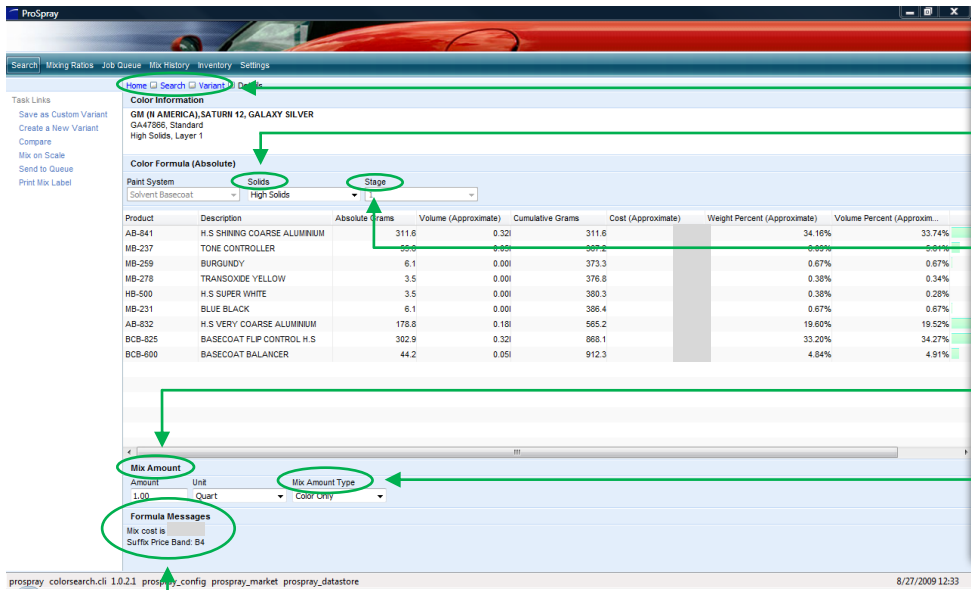 ProSpray
Search Mixing Ratios Job Queue Mix History Inventory Settings
Home Search Variant Details
Task Links
Save as Custom Variant
Create a New Variant
Compare
Mix on Scale
Send to Queue
Print Mix Label
Color Information
GM (N AMERICA),SATURN 12, GALAXY SILVER
GA47866, Standard
High Solids, Layer 1
Color Formula (Absolute)
Paint System Solids Stage
Solvent Basecoat High Solids 1
Product Description Absolute Grams Volume (Approximate) Cumulative Grams Cost (Approximate) Weight Percent (Approximate) Volume Percent (Approxim...
AB-841 H.S SHINING COARSE ALUMINIUM 311.6 0.32l 311.6 34.16% 33.74%
MB-237 TONE CONTROLLER
MB-259 BURGUNDY 6.1 0.00l 373.3 0.67% 0.67%
MB-278 TRANSOXIDE YELLOW 3.5 0.00l 376.8 0.38% 0.34%
HB-500 H.S SUPER WHITE 3.5 0.00l 380.3 0.38% 0.28%
MB-231 BLUE BLACK 6.1 0.00l 386.4 0.67% 0.67%
AB-832 H.S VERY COARSE ALUMINIUM 178.8 0.18l 565.2 19.60% 19.52%
BCB-825 BASECOAT FLIP CONTROL H.S 302.9 0.32l 868.1 33.20% 34.27%
BCB-600 BASECOAT BALANCER 44.2 0.05l 912.3 4.84% 4.91%
Mix Amount
Amount Unit Mix Amount Type
1.00 Quart Color Only
Formula Messages
Mix cost is
Suffix Price Band: B4
prospray colorsearch.cli 1.0.2.1 prospray_config prospray_market prospray_datastore 8/27/2009 12:33